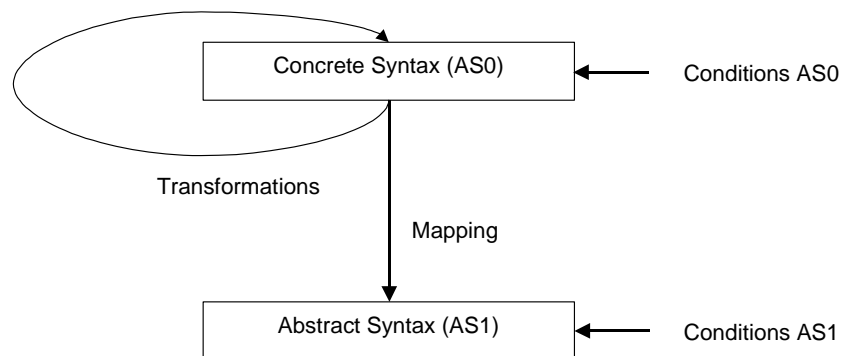 Concrete Syntax (AS0)
Conditions AS0
Transformations
Mapping
Abstract Syntax (AS1)
Conditions AS1